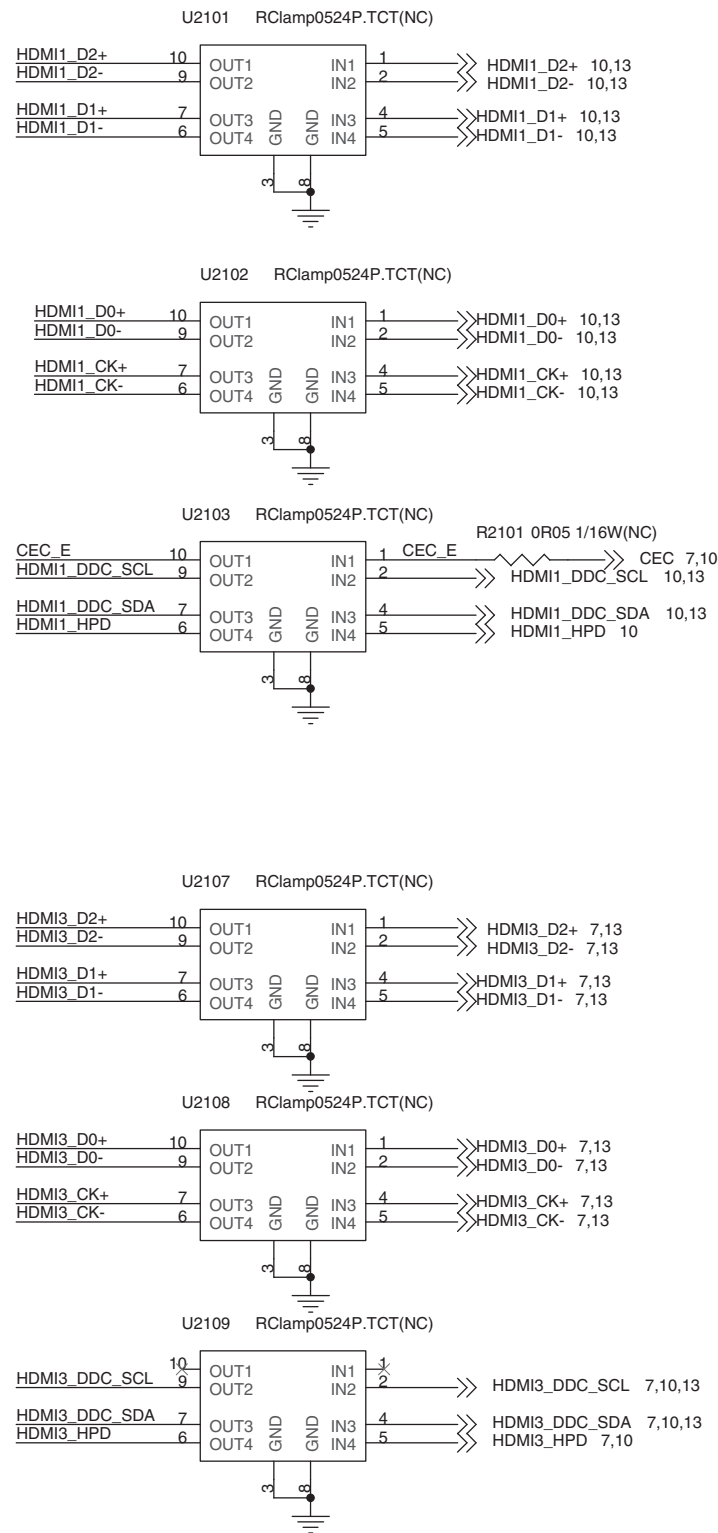 U2101 RClamp0524P.TCT(NC)
HDMI1_D2+ 10 OUT1 IN1 1 HDMI1_D2+ 10,13
HDMI1_D2- 9 OUT2 IN2 2 HDMI1_D2- 10,13
HDMI1_D1+ 7 OUT3 GND GND IN3 4 HDMI1_D1+ 10,13
HDMI1_D1- 6 OUT4 IN4 5 HDMI1_D1- 10,13
3 8
U2102 RClamp0524P.TCT(NC)
HDMI1_D0+ 10 OUT1 IN1 1 HDMI1_D0+ 10,13
HDMI1_D0- 9 OUT2 IN2 2 HDMI1_D0- 10,13
HDMI1_CK+ 7 OUT3 GND GND IN3 4 HDMI1_CK+ 10,13
HDMI1_CK- 6 OUT4 IN4 5 HDMI1_CK- 10,13
3 8
U2103 RClamp0524P.TCT(NC)
R2101 0R05 1/16W(NC)
CEC_E 10 OUT1 IN1 1 CEC_E CEC 7,10
HDMI1_DDC_SCL 9 OUT2 IN2 2 HDMI1_DDC_SCL 10,13
HDMI1_DDC_SDA 7 OUT3 GND GND IN3 4 HDMI1_DDC_SDA 10,13
HDMI1_HPD 6 OUT4 IN4 5 HDMI1_HPD 10
3 8
U2107 RClamp0524P.TCT(NC)
HDMI3_D2+ 10 OUT1 IN1 1 HDMI3_D2+ 7,13
HDMI3_D2- 9 OUT2 IN2 2 HDMI3_D2- 7,13
HDMI3_D1+ 7 OUT3 GND GND IN3 4 HDMI3_D1+ 7,13
HDMI3_D1- 6 OUT4 IN4 5 HDMI3_D1- 7,13
3 8
U2108 RClamp0524P.TCT(NC)
HDMI3_D0+ 10 OUT1 IN1 1 HDMI3_D0+ 7,13
HDMI3_D0- 9 OUT2 IN2 2 HDMI3_D0- 7,13
HDMI3_CK+ 7 OUT3 GND GND IN3 4 HDMI3_CK+ 7,13
HDMI3_CK- 6 OUT4 IN4 5 HDMI3_CK- 7,13
3 8
U2109 RClamp0524P.TCT(NC)
10 OUT1 IN1 1
HDMI3_DDC_SCL 9 OUT2 IN2 2 HDMI3_DDC_SCL 7,10,13
HDMI3_DDC_SDA 7 OUT3 GND GND IN3 4 HDMI3_DDC_SDA 7,10,13
HDMI3_HPD 6 OUT4 IN4 5 HDMI3_HPD 7,10
3 8